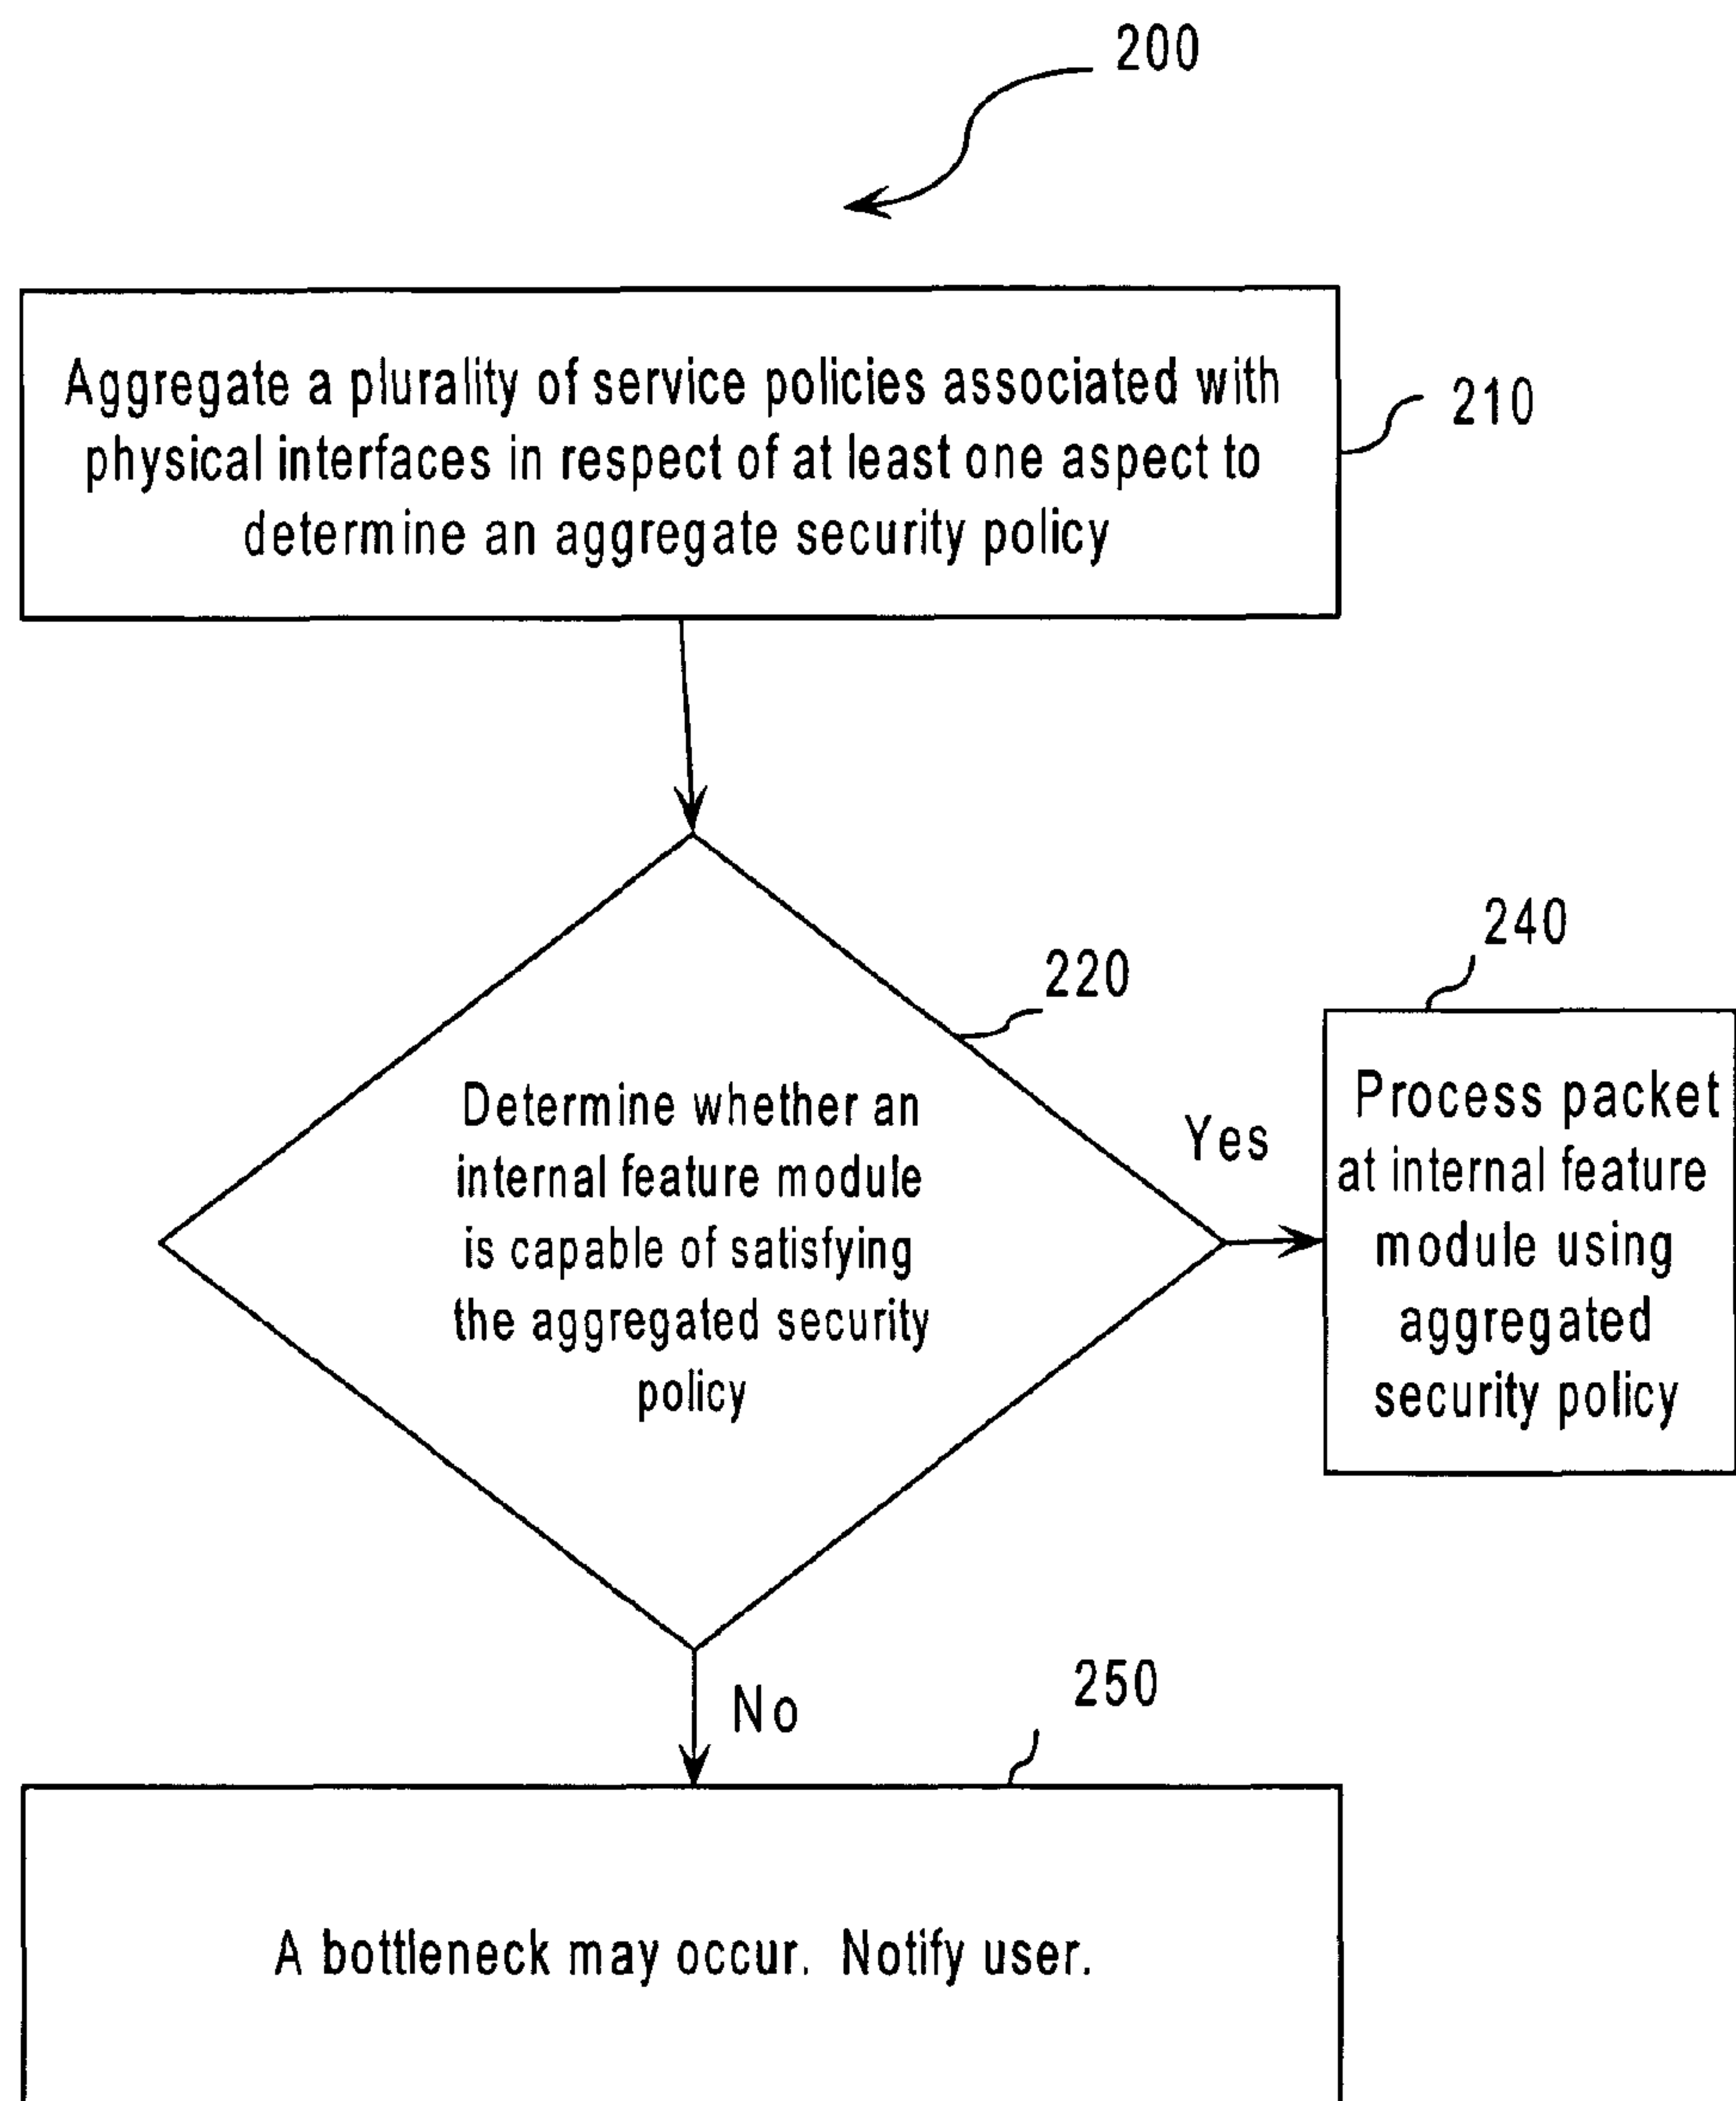 200
Aggregate a plurality of service policies associated with
physical interfaces in respect of at least one aspect to
determine an aggregate security policy
210
220
Determine whether an
internal feature module
is capable of satisfying
the aggregated security
policy
Yes
240
Process packet
at internal feature
module using
aggregated
security policy
No
250
A bottleneck may occur. Notify user.